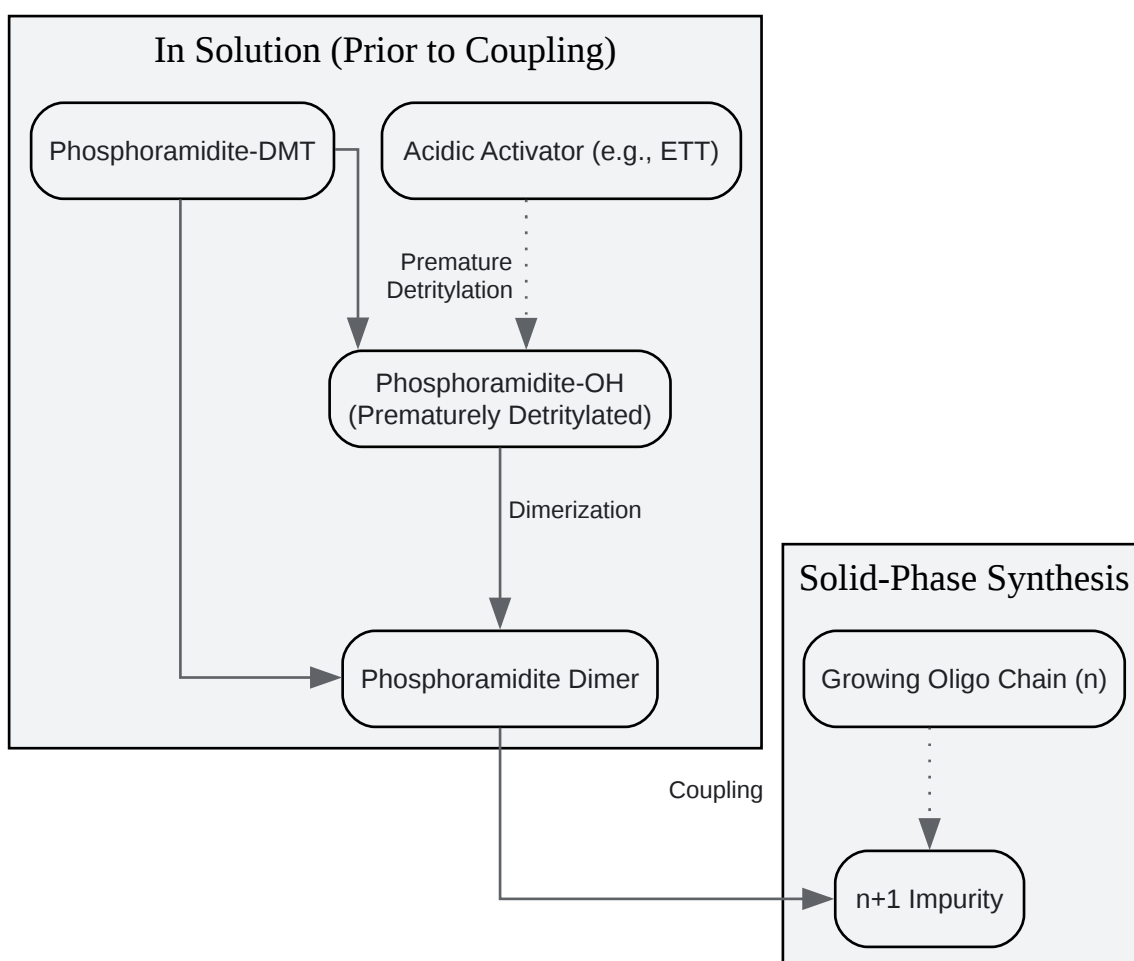 In Solution (Prior to Coupling)
Phosphoramidite-DMT
Acidic Activator (e.g., ETT)
Premature
Detritylation
Phosphoramidite-OH
(Prematurely Detritylated)
Dimerization
Phosphoramidite Dimer
Solid-Phase Synthesis
Growing Oligo Chain (n)
Coupling
n+1 Impurity